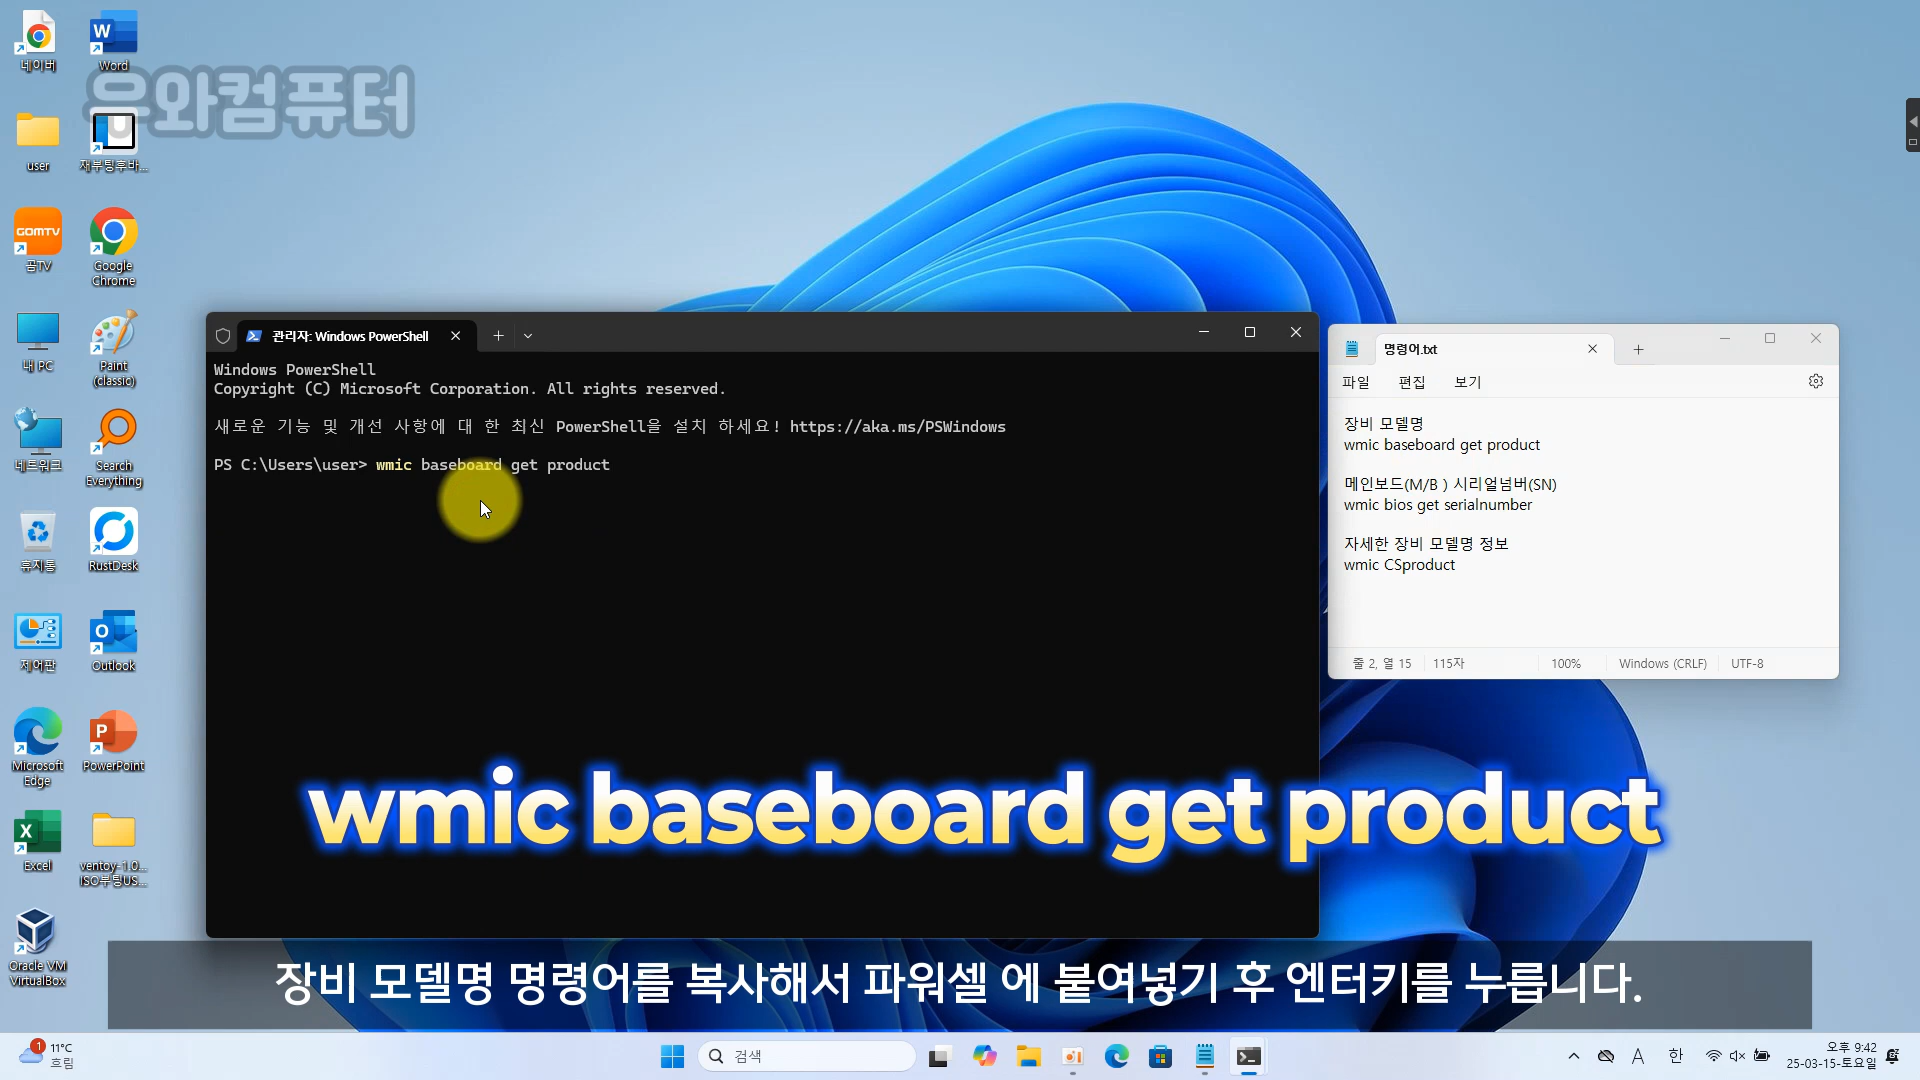 네이버
Word
우와컴퓨터
user
재부팅후바...
GOMTV
곰TV
Google
Chrome
내 PC
Paint
(classic)
네트워크
Search
Everything
휴지통
RustDesk
제어판
Outlook
Microsoft
Edge
PowerPoint
Excel
ventoy-1.0...
ISO부팅US...
Oracle VM
VirtualBox
관리자: Windows PowerShell
Windows PowerShell
Copyright (C) Microsoft Corporation. All rights reserved.
새로운 기능 및 개선 사항에 대 한 최신 PowerShell을 설치 하세요! https://aka.ms/PSWindows
PS C:\Users\user> wmic baseboard get product
명령어.txt
파일 편집 보기
장비 모델명
wmic baseboard get product
메인보드(M/B ) 시리얼넘버(SN)
wmic bios get serialnumber
자세한 장비 모델명 정보
wmic CSproduct
줄 2, 열 15 115자 100% Windows (CRLF) UTF-8
wmic baseboard get product
장비 모델명 명령어를 복사해서 파워셀 에 붙여넣기 후 엔터키를 누릅니다.
1
11°C
흐림
검색
A 한
오후 9:42
25-03-15-토요일